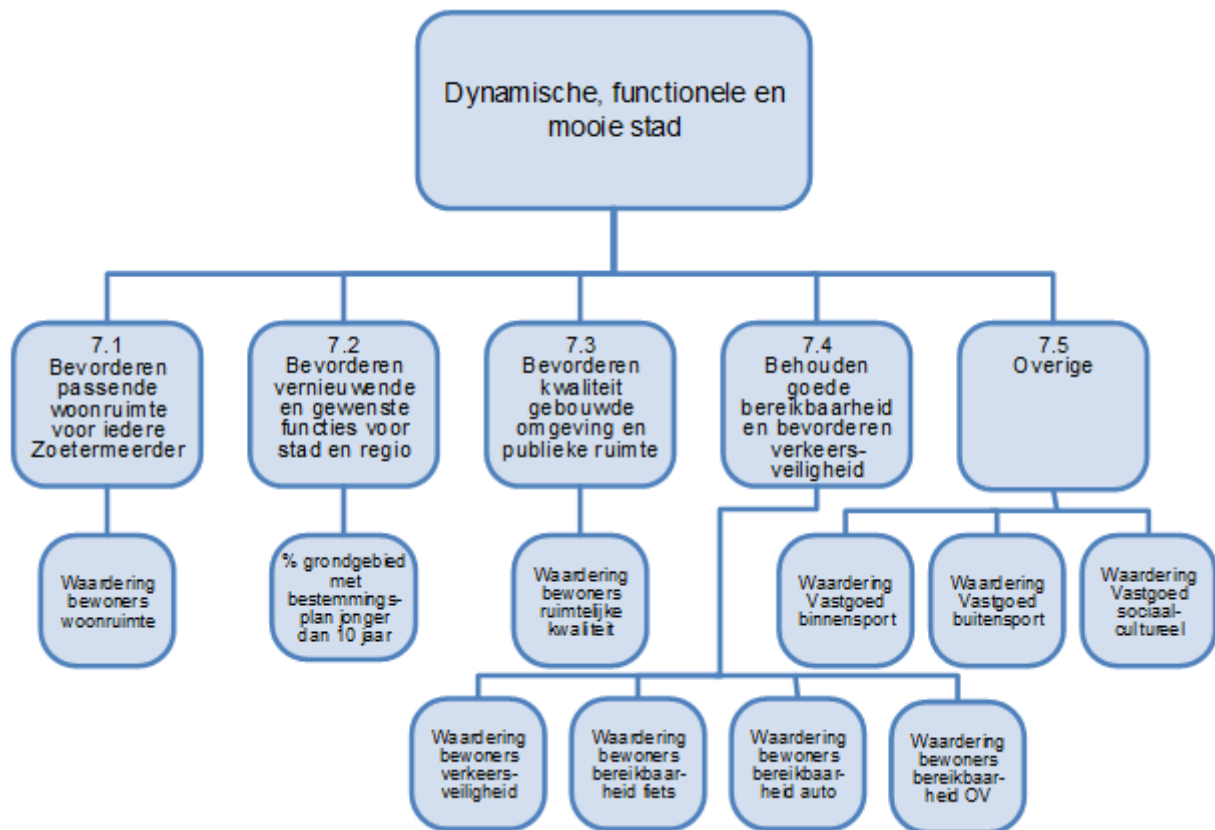 Dynamische, functionele en
mooie stad
7.1
Bevorderen
passende
woonruimte
voor iedere
Zoetermeerder
7.2
Bevorderen
vernieuwende
en gewenste
functies voor
stad en regio
7.3
Bevorderen
kwaliteit
gebouwde
omgeving en
publieke ruimte
7.4
Behouden
goede
bereikbaarheid
en bevorderen
verkeers-
veiligheid
7.5
Overige
Waardering
bewoners
woonruimte
% grondgebied
met
bestemmings-
plan jonger
dan 10 jaar
Waardering
bewoners
ruimtelijke
kwaliteit
Waardering
Vastgoed
binnensport
Waardering
Vastgoed
buitensport
Waardering
Vastgoed
sociaal-
cultureel
Waardering
bewoners
verkeers-
veiligheid
Waardering
bewoners
bereikbaar-
heid fiets
Waardering
bewoners
bereikbaar-
heid auto
Waardering
bewoners
bereikbaar-
heid OV